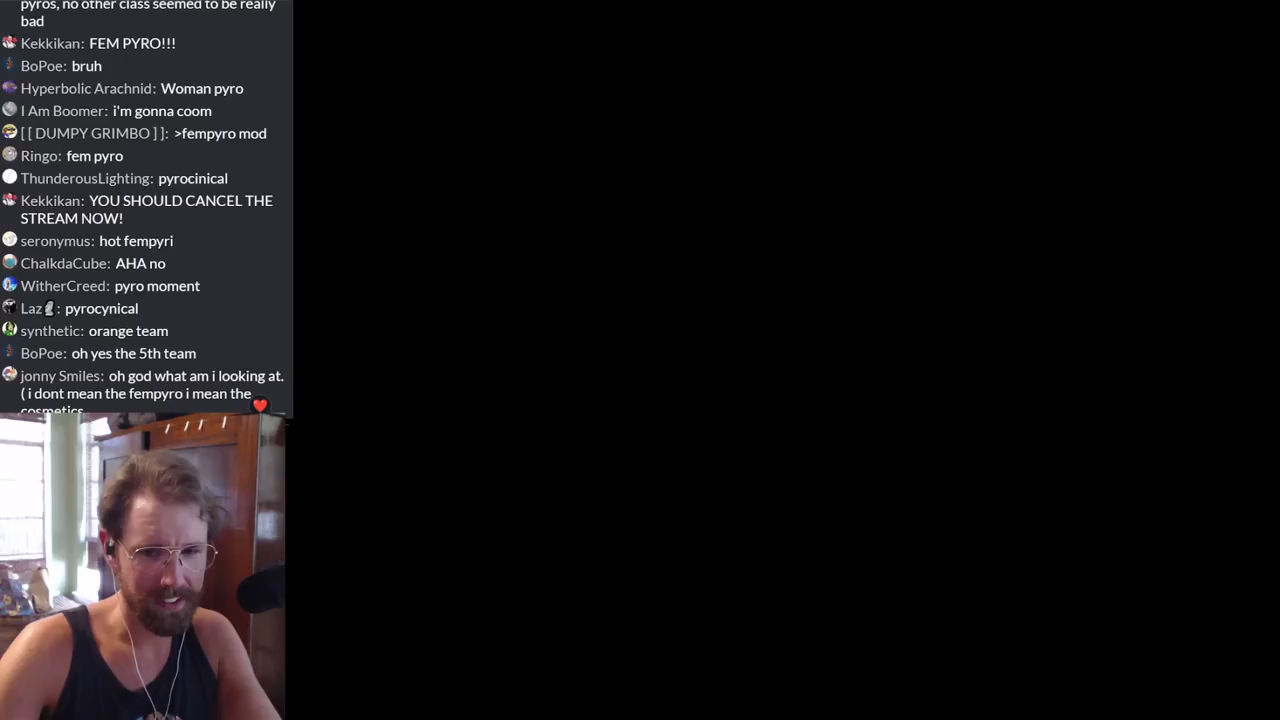 pyros, no other class seemed to be really
bad
Kekkikan: FEM PYRO!!!
BoPoe: bruh
Hyperbolic Arachnid: Woman pyro
I Am Boomer: i'm gonna coom
[ [ DUMPY GRIMBO ] ]: >fempyro mod
Ringo: fem pyro
ThunderousLighting: pyrocinical
Kekkikan: YOU SHOULD CANCEL THE
STREAM NOW!
seronymus: hot fempyri
ChalkdaCube: AHA no
WitherCreed: pyro moment
Laz🗿: pyrocynical
synthetic: orange team
BoPoe: oh yes the 5th team
jonny Smiles: oh god what am i looking at.
( i dont mean the fempyro i mean the
cosmetics